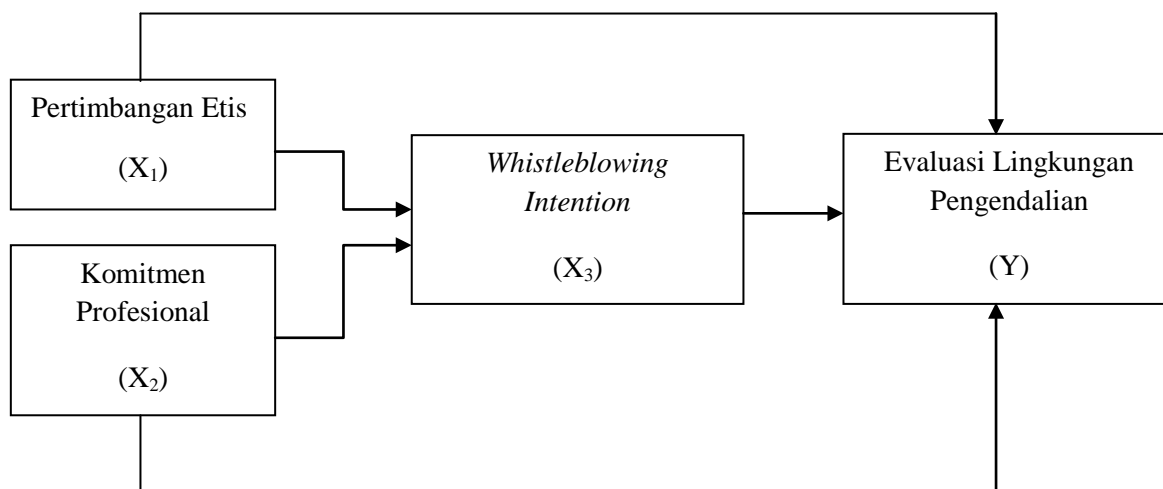 Pertimbangan Etis
(X₁)
Komitmen
Profesional
(X₂)
Whistleblowing
Intention
(X₃)
Evaluasi Lingkungan
Pengendalian
(Y)